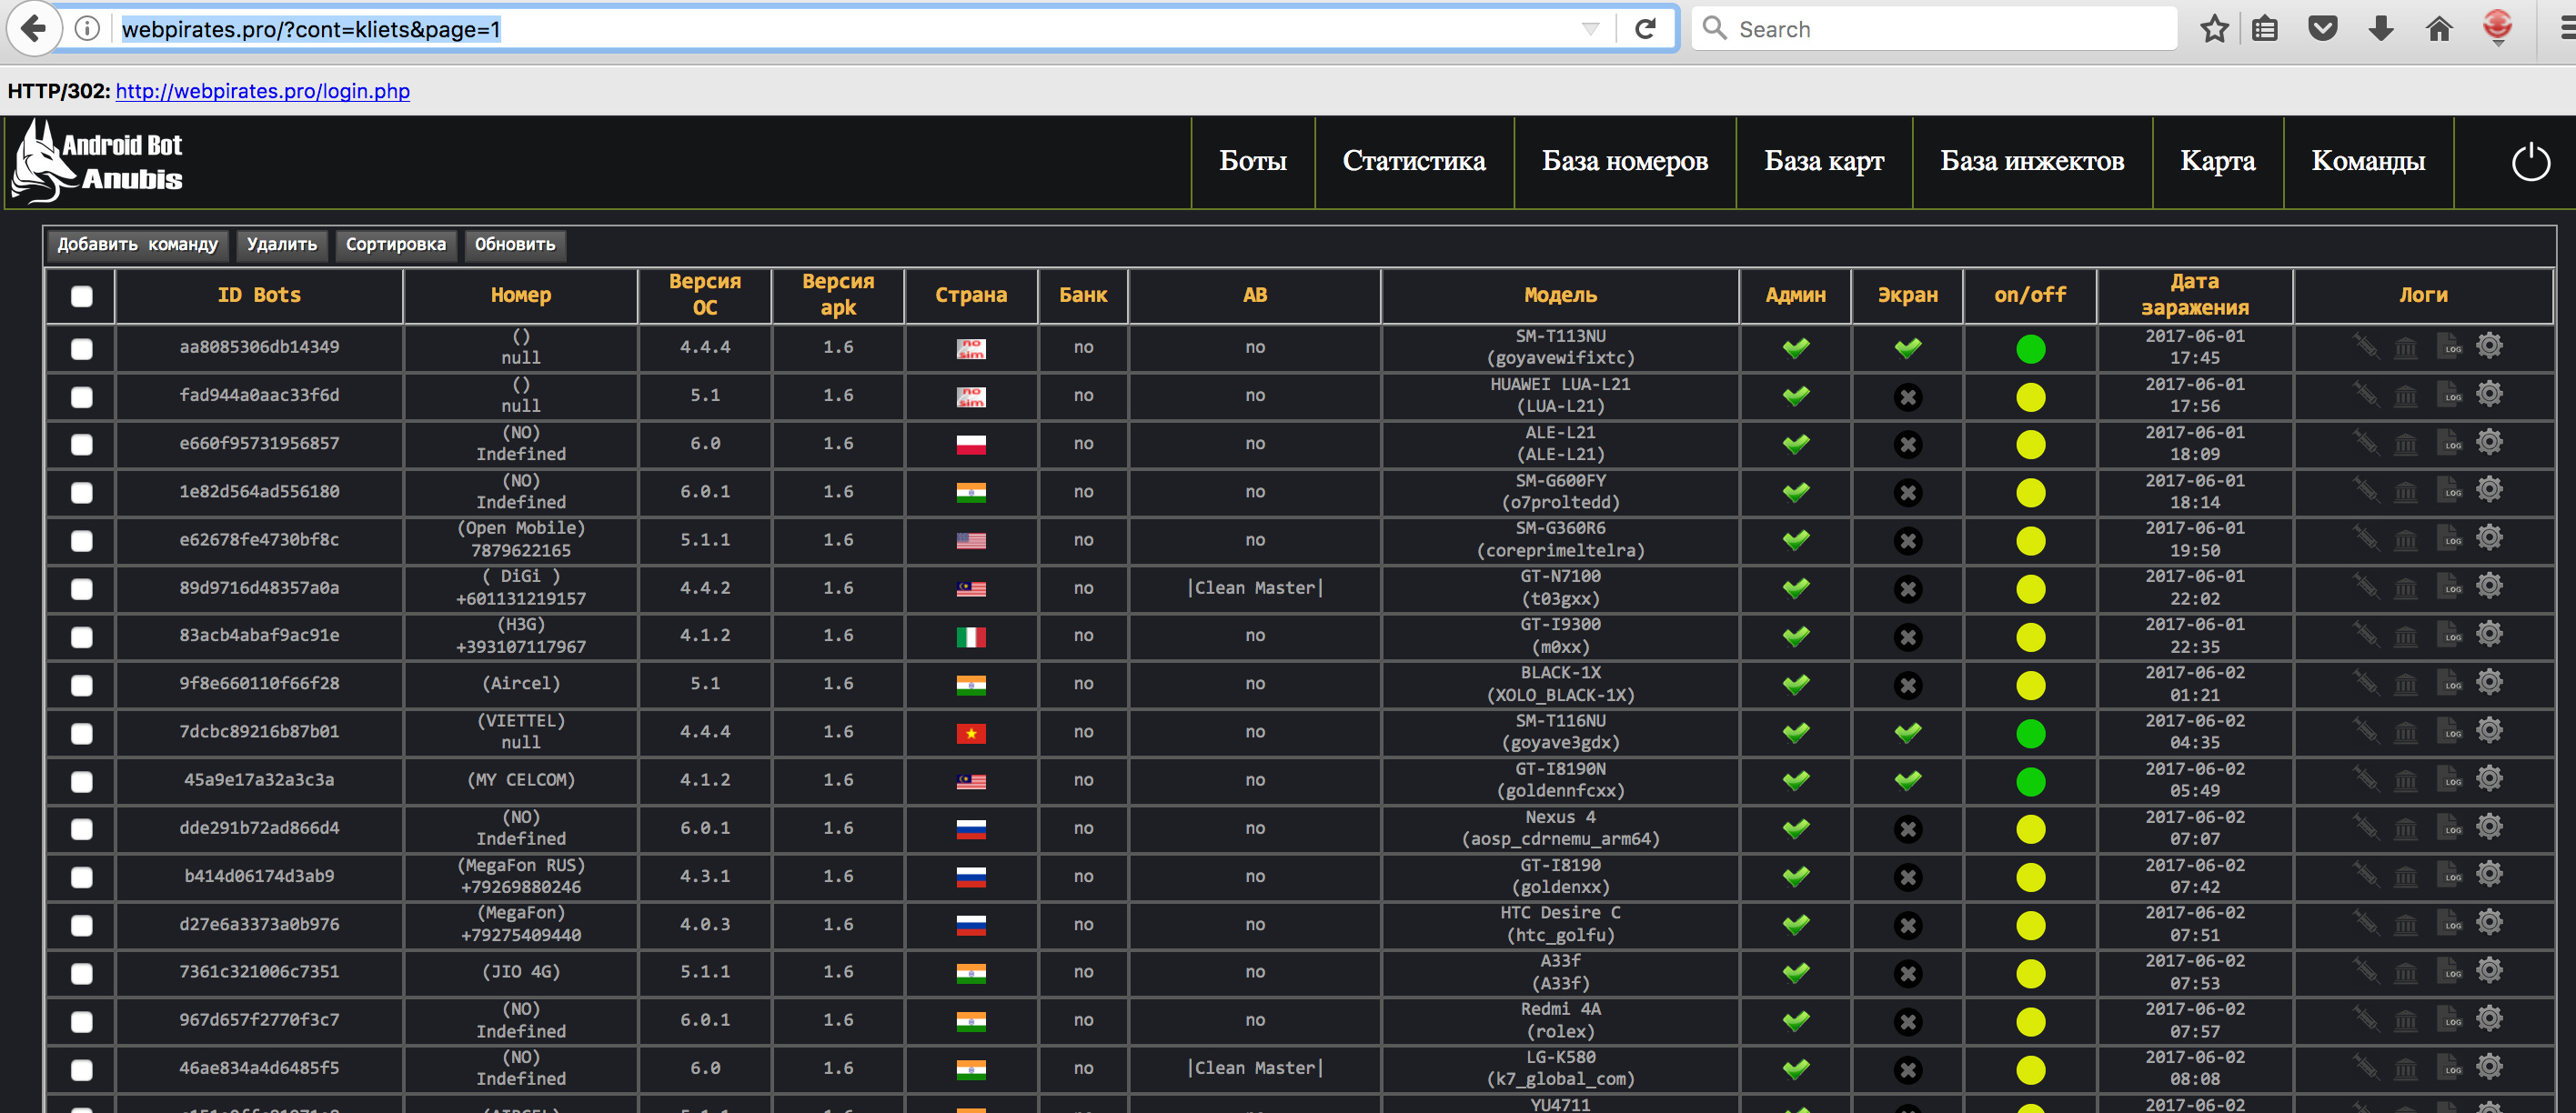 webpirates.pro/?cont=kliets&page=1
Search
HTTP/302: http://webpirates.pro/login.php
Android Bot
Anubis
Боты Статистика База номеров База карт База инжектов Карта Команды
Добавить команду Удалить Сортировка Обновить
ID Bots Номер Версия ОС Версия apk Страна Банк АВ Модель Админ Экран on/off Дата заражения Логи
aa8085306db14349 () null 4.4.4 1.6 no sim no no SM-T113NU (goyavewifixtc) 2017-06-01 17:45 LOG
fad944a0aac33f6d () null 5.1 1.6 no sim no no HUAWEI LUA-L21 (LUA-L21) 2017-06-01 17:56 LOG
e660f95731956857 (NO) Indefined 6.0 1.6 no no ALE-L21 (ALE-L21) 2017-06-01 18:09 LOG
1e82d564ad556180 (NO) Indefined 6.0.1 1.6 no no SM-G600FY (o7proltedd) 2017-06-01 18:14 LOG
e62678fe4730bf8c (Open Mobile) 7879622165 5.1.1 1.6 no no SM-G360R6 (coreprimeltelra) 2017-06-01 19:50 LOG
89d9716d48357a0a ( DiGi ) +601131219157 4.4.2 1.6 no |Clean Master| GT-N7100 (t03gxx) 2017-06-01 22:02 LOG
83acb4abaf9ac91e (H3G) +393107117967 4.1.2 1.6 no no GT-I9300 (m0xx) 2017-06-01 22:35 LOG
9f8e660110f66f28 (Aircel) 5.1 1.6 no no BLACK-1X (XOLO_BLACK-1X) 2017-06-02 01:21 LOG
7dcbc89216b87b01 (VIETTEL) null 4.4.4 1.6 no no SM-T116NU (goyave3gdx) 2017-06-02 04:35 LOG
45a9e17a32a3c3a (MY CELCOM) 4.1.2 1.6 no no GT-I8190N (goldennfcxx) 2017-06-02 05:49 LOG
dde291b72ad866d4 (NO) Indefined 6.0.1 1.6 no no Nexus 4 (aosp_cdrnemu_arm64) 2017-06-02 07:07 LOG
b414d06174d3ab9 (MegaFon RUS) +79269880246 4.3.1 1.6 no no GT-I8190 (goldenxx) 2017-06-02 07:42 LOG
d27e6a3373a0b976 (MegaFon) +79275409440 4.0.3 1.6 no no HTC Desire C (htc_golfu) 2017-06-02 07:51 LOG
7361c321006c7351 (JIO 4G) 5.1.1 1.6 no no A33f (A33f) 2017-06-02 07:53 LOG
967d657f2770f3c7 (NO) Indefined 6.0.1 1.6 no no Redmi 4A (rolex) 2017-06-02 07:57 LOG
46ae834a4d6485f5 (NO) Indefined 6.0 1.6 no |Clean Master| LG-K580 (k7_global_com) 2017-06-02 08:08 LOG
(AIRCEL) YU4711 2017-06-02